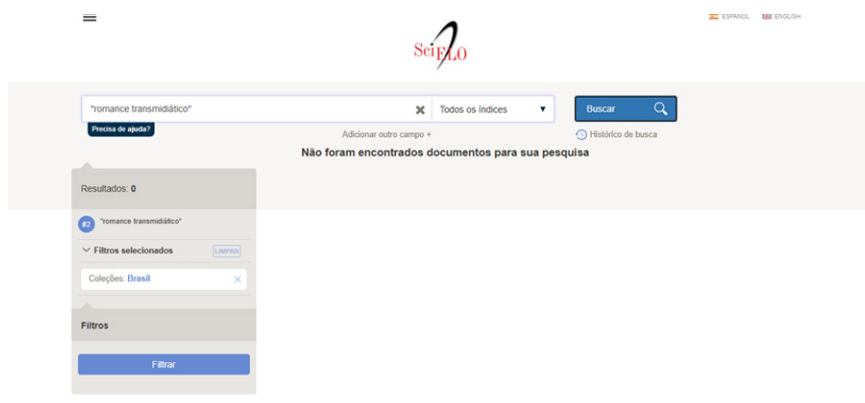 ESPANOL ENGLISH
SciELO
"romance transmidiático" Todos os índices Buscar
Precisa de ajuda? Adicionar outro campo + Histórico de busca
Não foram encontrados documentos para sua pesquisa
Resultados: 0
#2 "romance transmidiático"
Filtros selecionados LIMPAR
Coleções: Brasil
Filtros
Filtrar